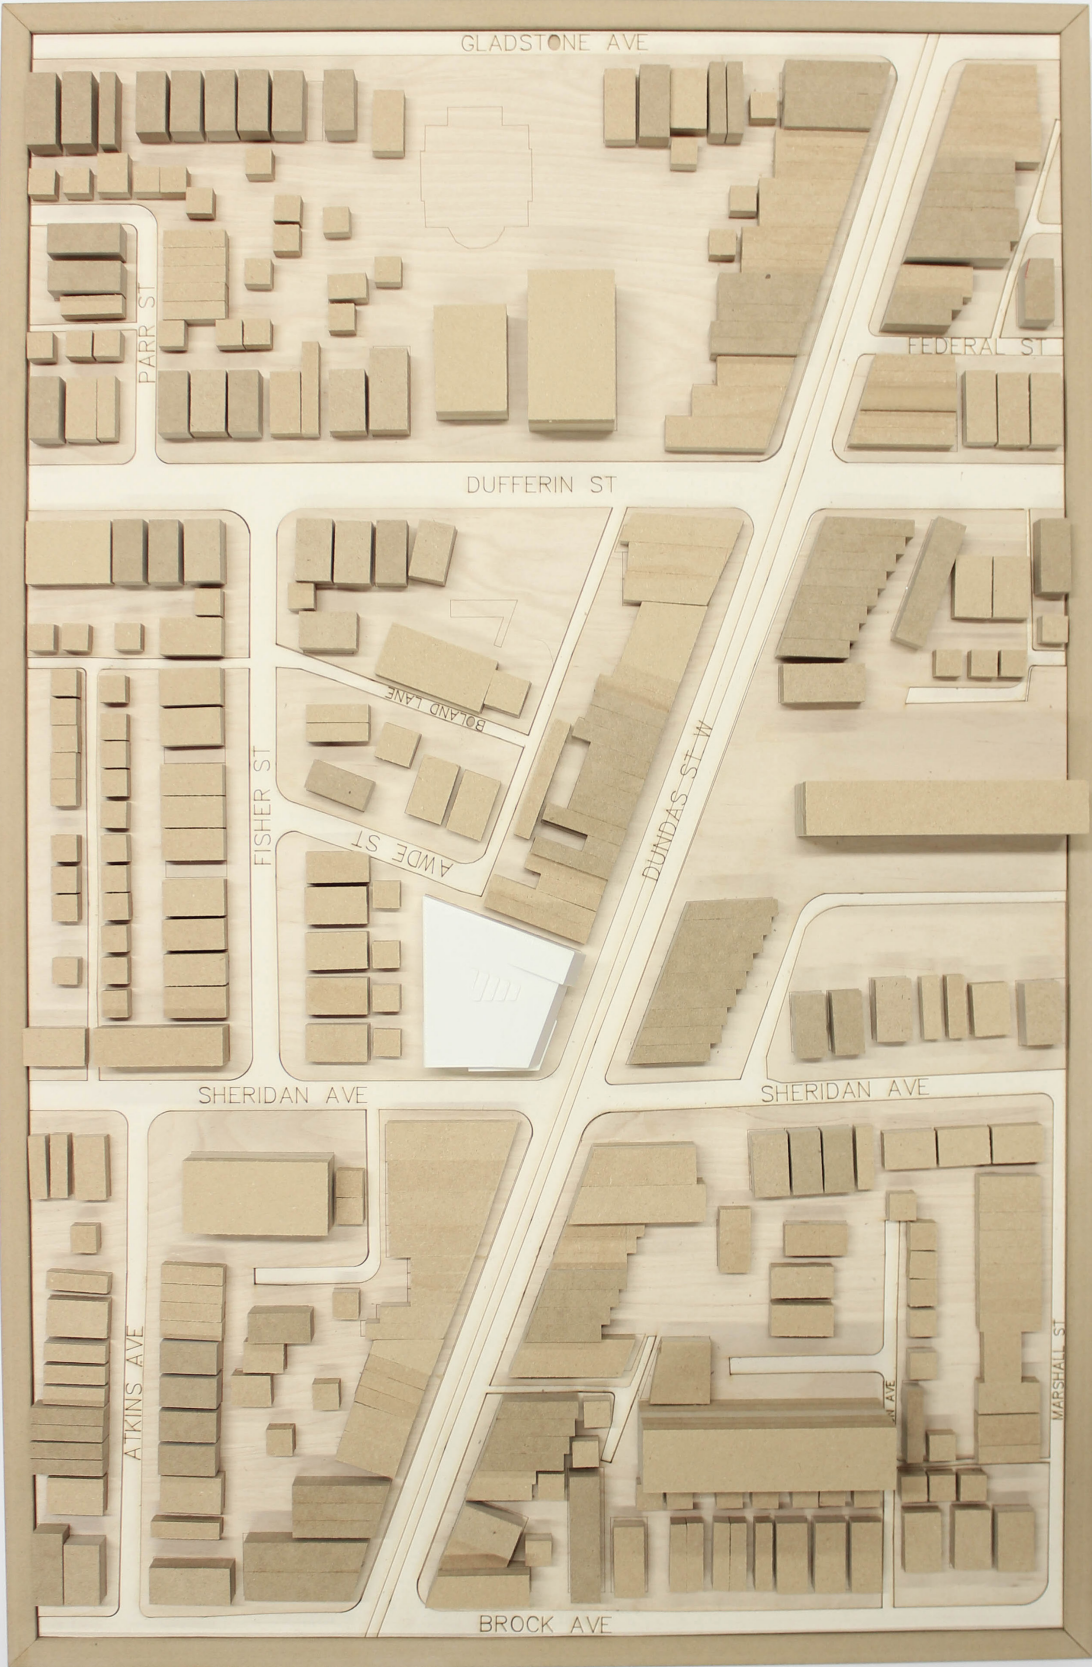 GLADSTONE AVE
PARR ST
FEDERAL ST
DUFFERIN ST
BOLAND LANE
FISHER ST
DUNDAS ST W
AWDE ST
SHERIDAN AVE
SHERIDAN AVE
ATKINS AVE
MARSHALL ST
AVE
BROCK AVE